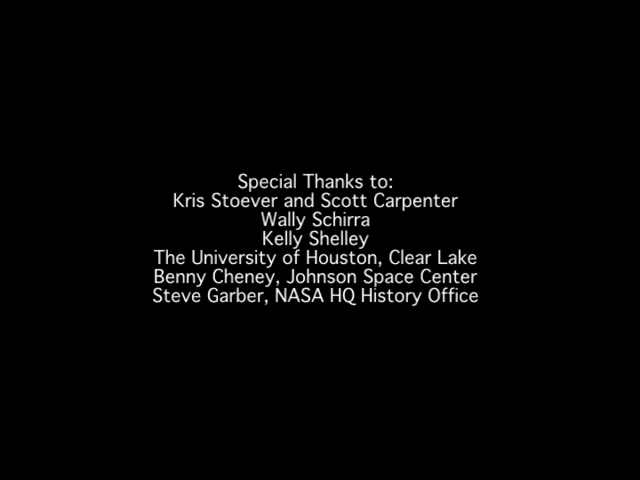 Special Thanks to:
Kris Stoever and Scott Carpenter
Wally Schirra
Kelly Shelley
The University of Houston, Clear Lake
Benny Cheney, Johnson Space Center
Steve Garber, NASA HQ History Office